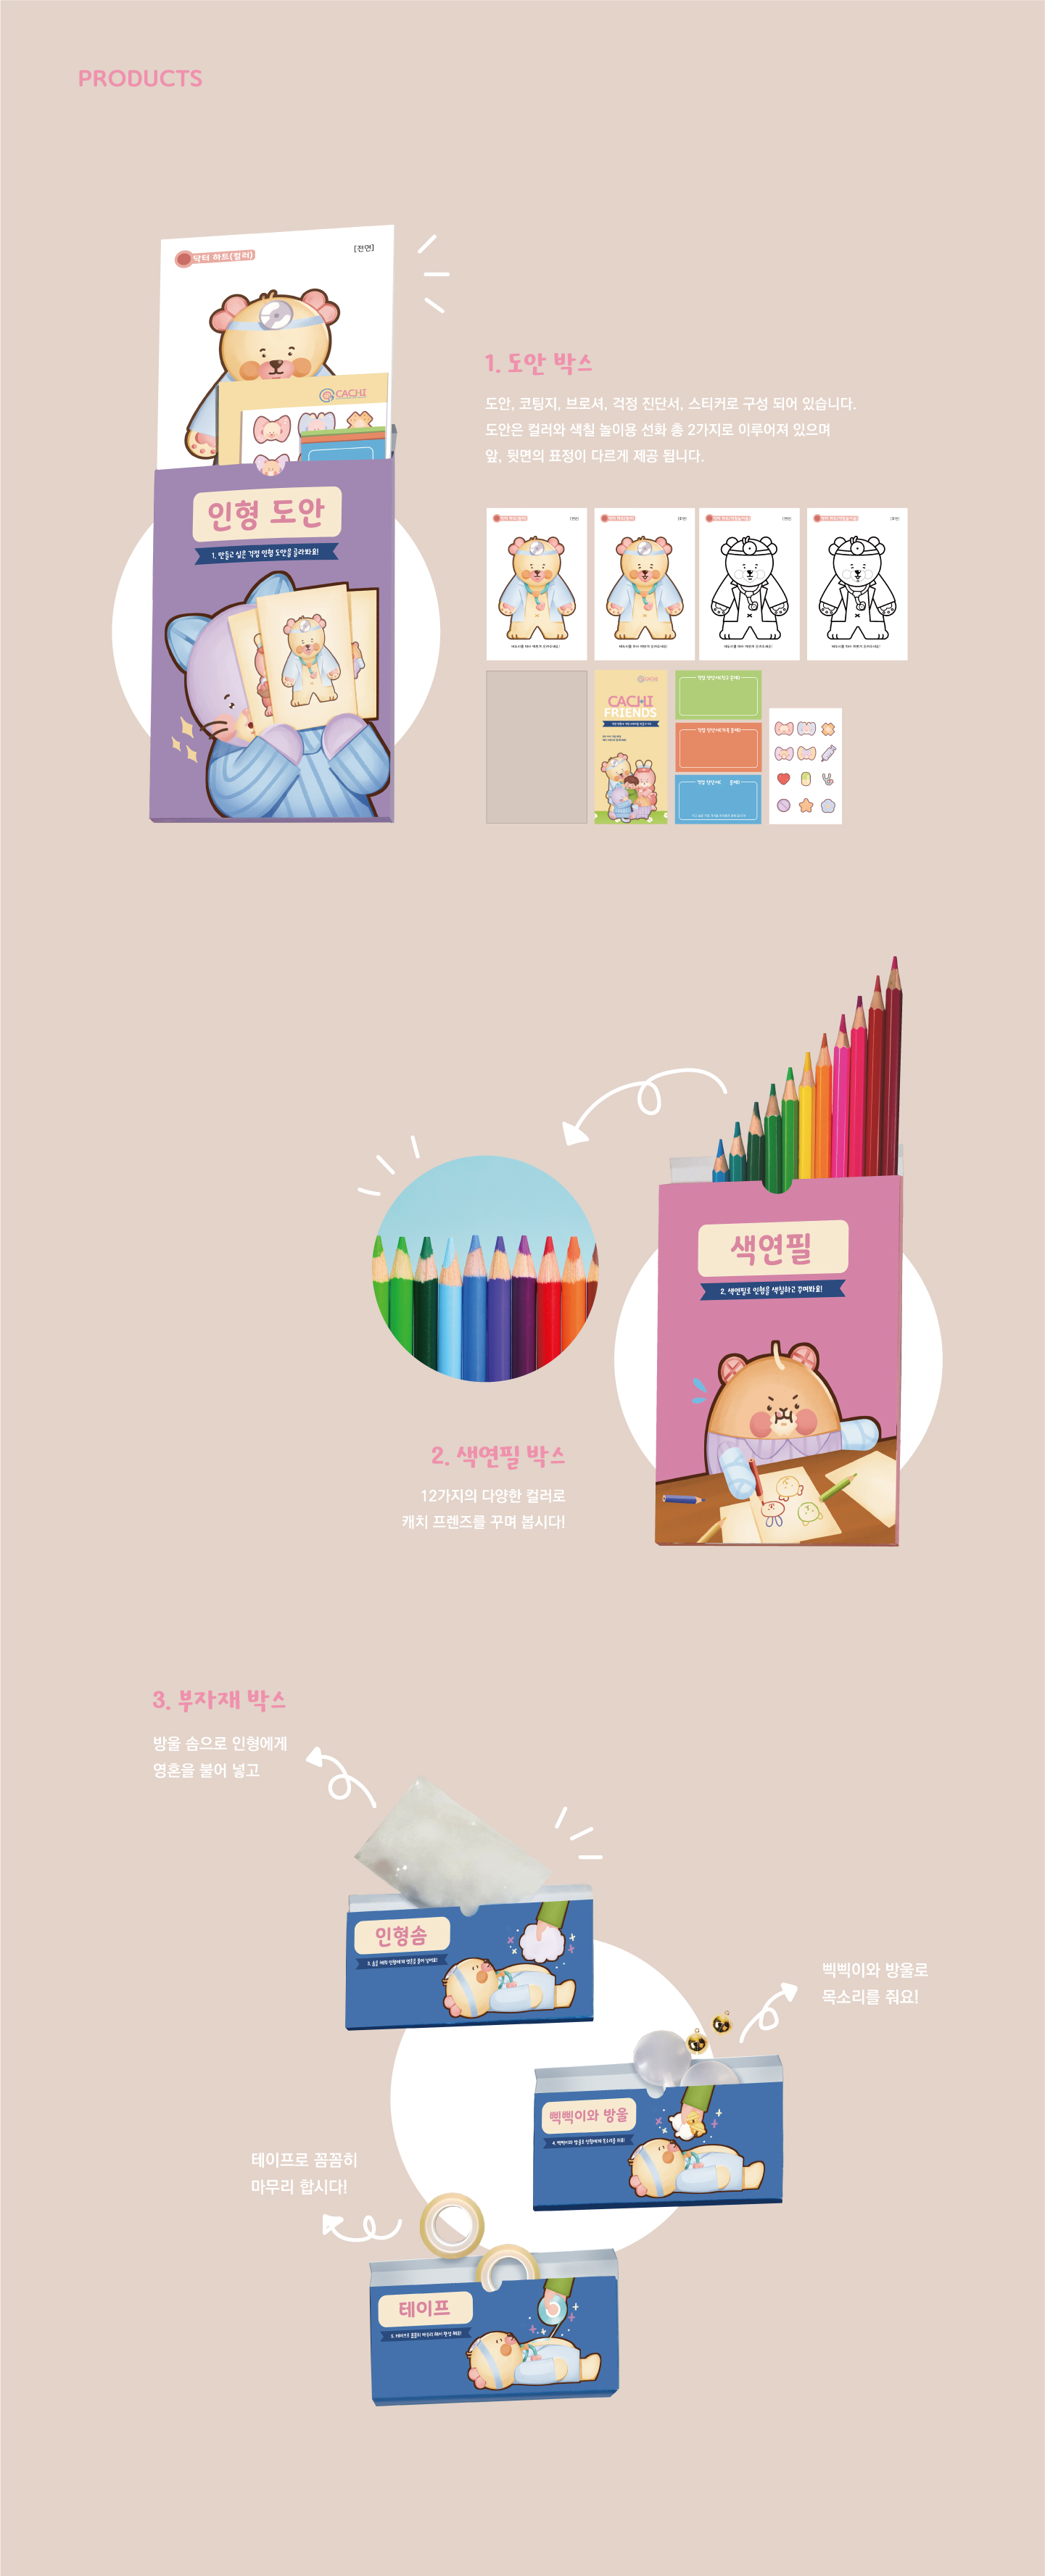 PRODUCTS
닥터 하트(컬러)
[전면]
CACHI
인형 도안
1. 만들고 싶은 걱정 인형 도안을 골라봐요!
1. 도안 박스
도안, 코팅지, 브로셔, 걱정 진단서, 스티커로 구성 되어 있습니다.
도안은 컬러와 색칠 놀이용 선화 총 2가지로 이루어져 있으며
앞, 뒷면의 표정이 다르게 제공 됩니다.
CACHI
FRIENDS
색연필
2. 색연필로 인형을 색칠하고 꾸며봐요!
2. 색연필 박스
12가지의 다양한 컬러로
캐치 프렌즈를 꾸며 봅시다!
3. 부자재 박스
방울 솜으로 인형에게
영혼을 불어 넣고
인형솜
삑삑이와 방울로
목소리를 줘요!
삑삑이와 방울
테이프로 꼼꼼히
마무리 합시다!
테이프